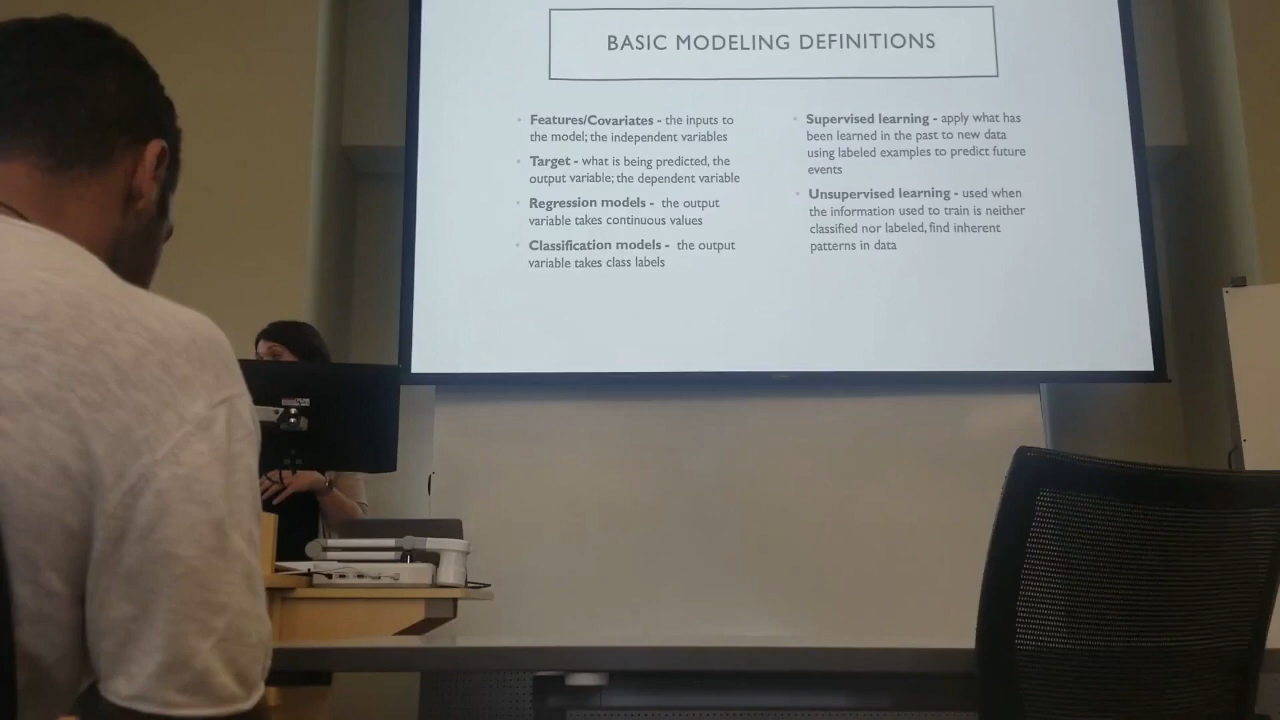 BASIC MODELING DEFINITIONS
• Features/Covariates - the inputs to
the model; the independent variables
• Target - what is being predicted, the
output variable; the dependent variable
• Regression models - the output
variable takes continuous values
• Classification models - the output
variable takes class labels
• Supervised learning - apply what has
been learned in the past to new data
using labeled examples to predict future
events
• Unsupervised learning - used when
the information used to train is neither
classified nor labeled, find inherent
patterns in data